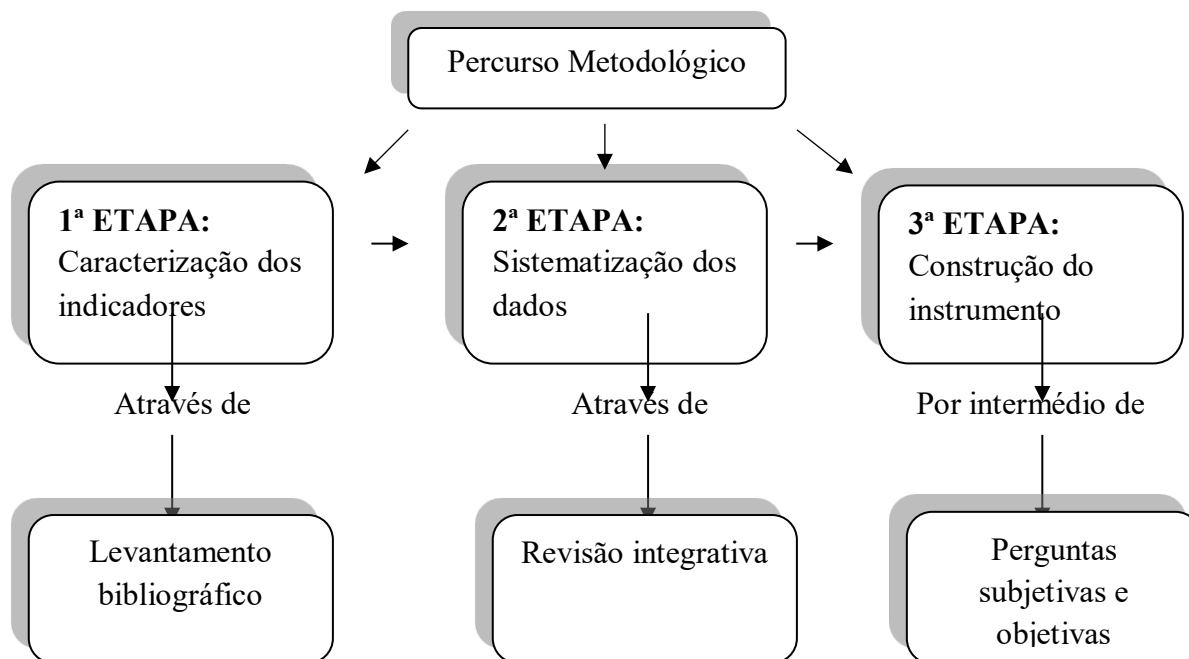 Percurso Metodológico
1ª ETAPA:
Caracterização dos
indicadores
2ª ETAPA:
Sistematização dos
dados
3ª ETAPA:
Construção do
instrumento
Através de
Através de
Por intermédio de
Levantamento
bibliográfico
Revisão integrativa
Perguntas
subjetivas e
objetivas